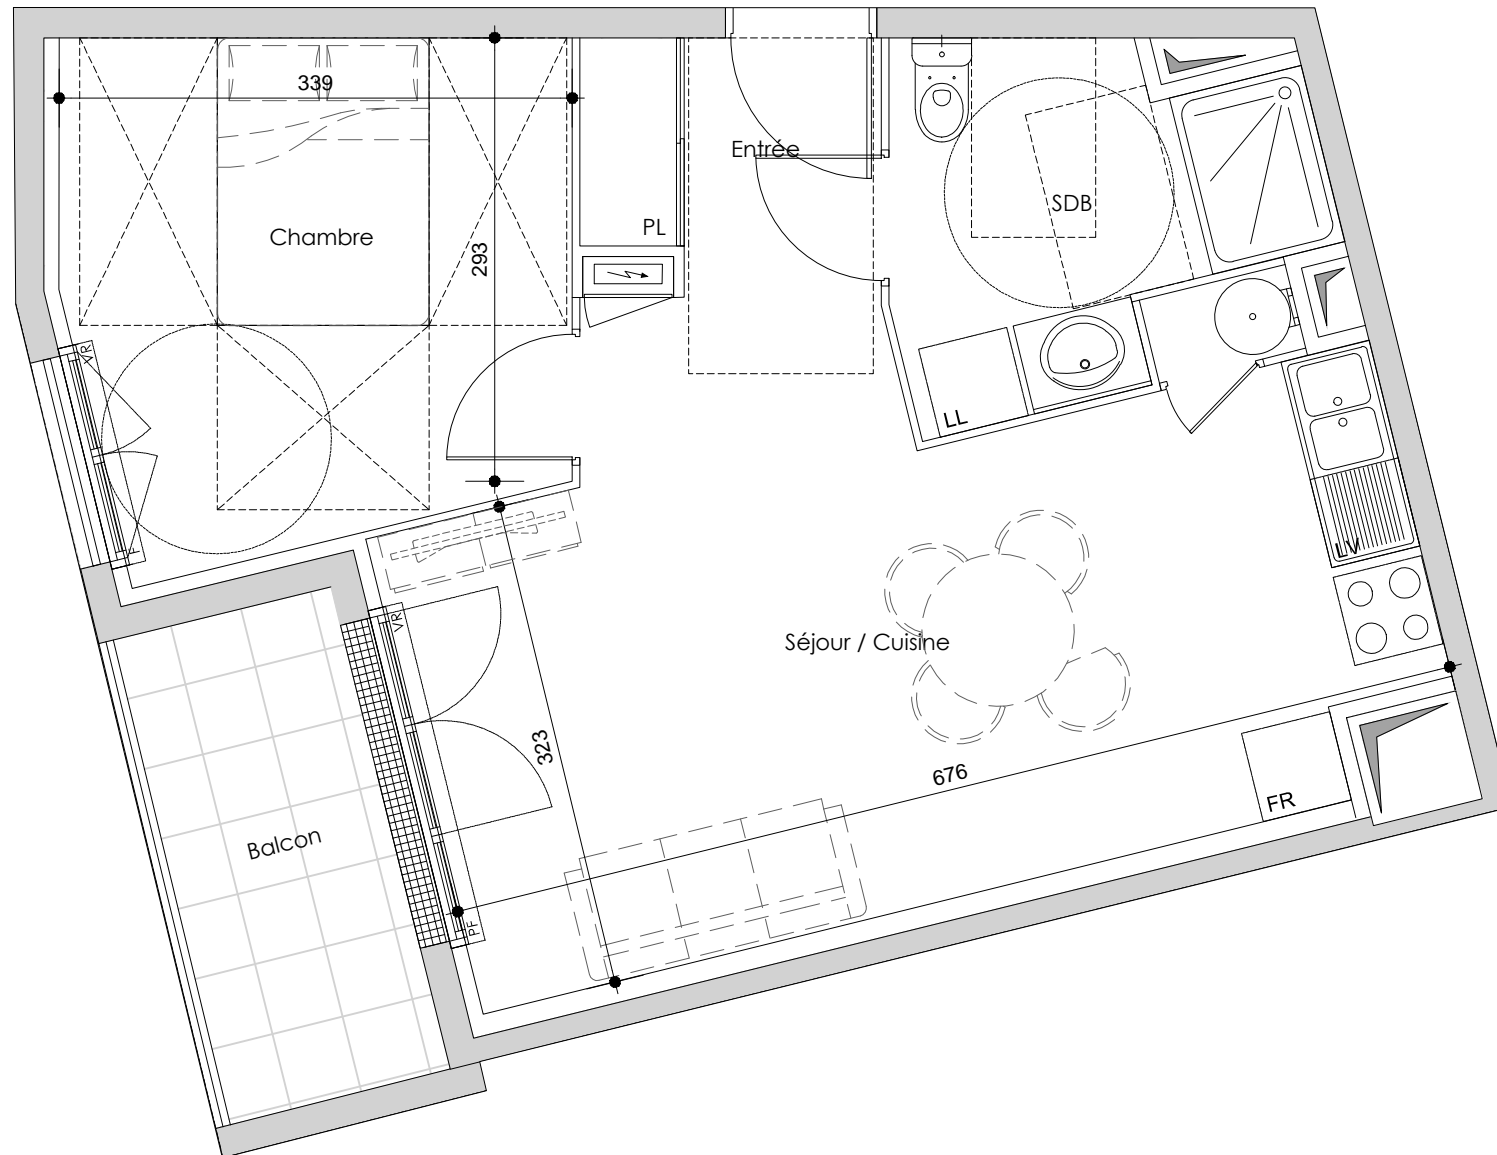 339
Entrée
SDB
PL
Chambre
293
VR
LL
F
LV
VR
Séjour / Cuisine
323
676
FR
Balcon
PF